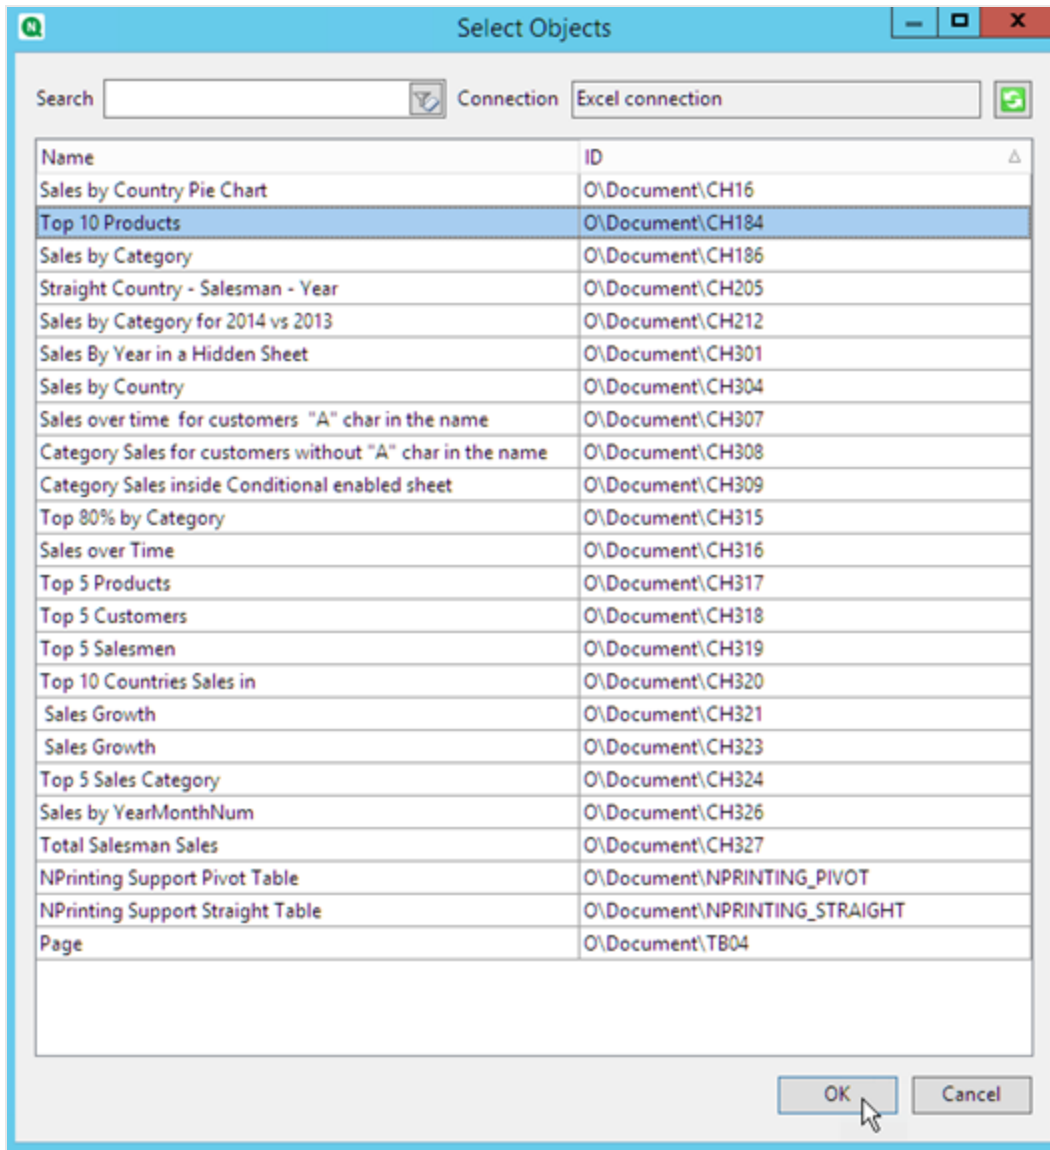 Select Objects
Search Connection Excel connection
Name ID
Sales by Country Pie Chart O\Document\CH16
Top 10 Products O\Document\CH184
Sales by Category O\Document\CH186
Straight Country - Salesman - Year O\Document\CH205
Sales by Category for 2014 vs 2013 O\Document\CH212
Sales By Year in a Hidden Sheet O\Document\CH301
Sales by Country O\Document\CH304
Sales over time  for customers  "A" char in the name O\Document\CH307
Category Sales for customers without "A" char in the name O\Document\CH308
Category Sales inside Conditional enabled sheet O\Document\CH309
Top 80% by Category O\Document\CH315
Sales over Time O\Document\CH316
Top 5 Products O\Document\CH317
Top 5 Customers O\Document\CH318
Top 5 Salesmen O\Document\CH319
Top 10 Countries Sales in O\Document\CH320
Sales Growth O\Document\CH321
Sales Growth O\Document\CH323
Top 5 Sales Category O\Document\CH324
Sales by YearMonthNum O\Document\CH326
Total Salesman Sales O\Document\CH327
NPrinting Support Pivot Table O\Document\NPRINTING_PIVOT
NPrinting Support Straight Table O\Document\NPRINTING_STRAIGHT
Page O\Document\TB04
OK Cancel